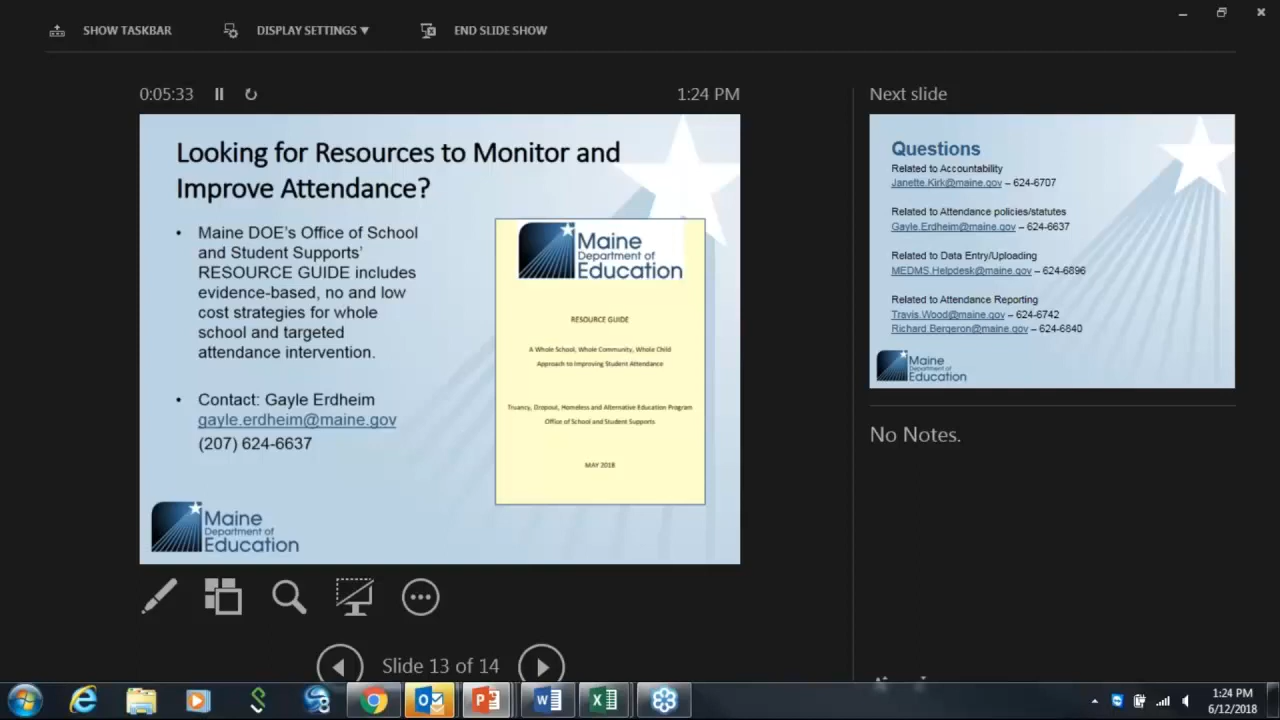 SHOW TASKBAR
DISPLAY SETTINGS
END SLIDE SHOW
0:05:33
1:24 PM
Looking for Resources to Monitor and
Improve Attendance?
• Maine DOE's Office of School
and Student Supports'
RESOURCE GUIDE includes
evidence-based, no and low
cost strategies for whole
school and targeted
attendance intervention.
• Contact: Gayle Erdheim
gayle.erdheim@maine.gov
(207) 624-6637
Maine
Department of
Education
RESOURCE GUIDE
A Whole School, Whole Community, Whole Child
Approach to Improving Student Attendance
Truancy, Dropout, Homeless and Alternative Education Program
Office of School and Student Supports
MAY 2018
Maine
Department of
Education
Slide 13 of 14
Next slide
Questions
Related to Accountability
Janette.Kirk@maine.gov – 624-6707
Related to Attendance policies/statutes
Gayle.Erdheim@maine.gov – 624-6637
Related to Data Entry/Uploading
MEDMS.Helpdesk@maine.gov – 624-6896
Related to Attendance Reporting
Travis.Wood@maine.gov – 624-6742
Richard.Bergeron@maine.gov – 624-6840
Maine
Department of
Education
No Notes.
1:24 PM
6/12/2018